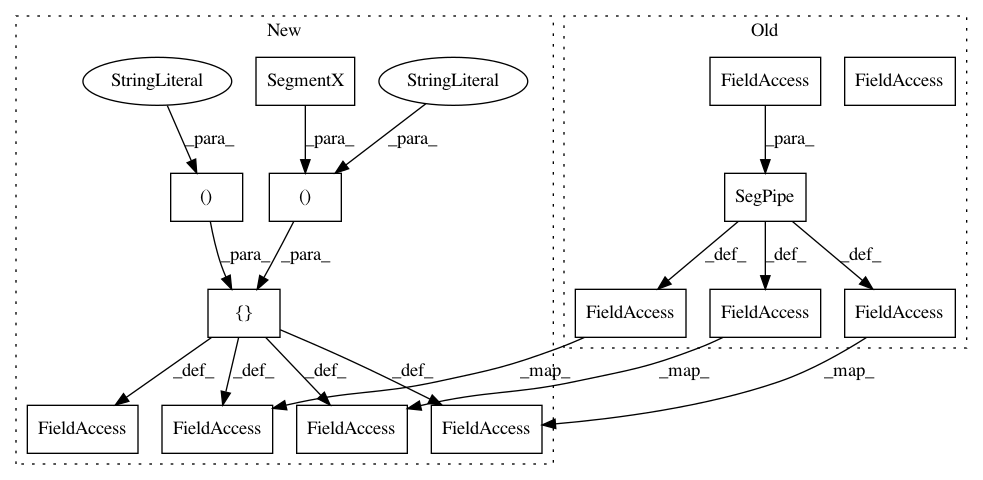 New
Old
StringLiteral
SegmentX
StringLiteral
FieldAccess
FieldAccess
_para_
_para_
_para_
_para_
()
()
SegPipe
_para_
_para_
_def_
_def_
_def_
{}
FieldAccess
FieldAccess
FieldAccess
_def_
_def_
_def_
_def_
_map_
_map_
_map_
FieldAccess
FieldAccess
FieldAccess
FieldAccess